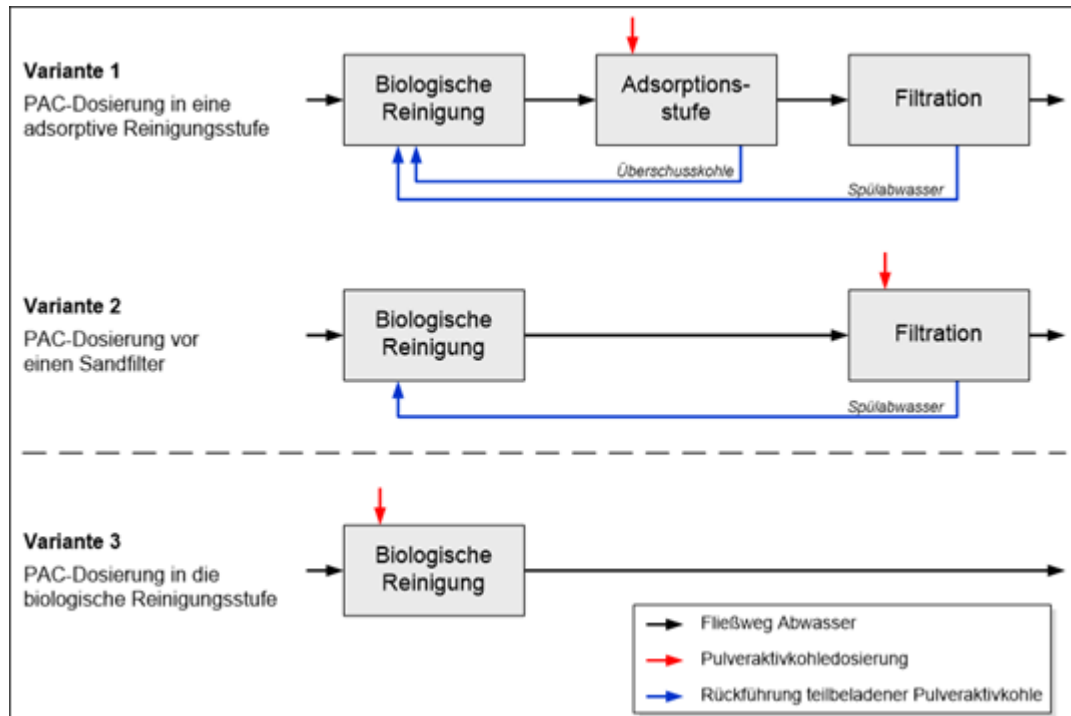 Variante 1
PAC-Dosierung in eine
adsorptive Reinigungsstufe
Biologische
Reinigung
Adsorptions-
stufe
Filtration
Überschusskohle
Spülabwasser
Variante 2
PAC-Dosierung vor
einen Sandfilter
Biologische
Reinigung
Filtration
Spülabwasser
Variante 3
PAC-Dosierung in die
biologische Reinigungsstufe
Biologische
Reinigung
Fließweg Abwasser
Pulveraktivkohledosierung
Rückführung teilbeladener Pulveraktivkohle